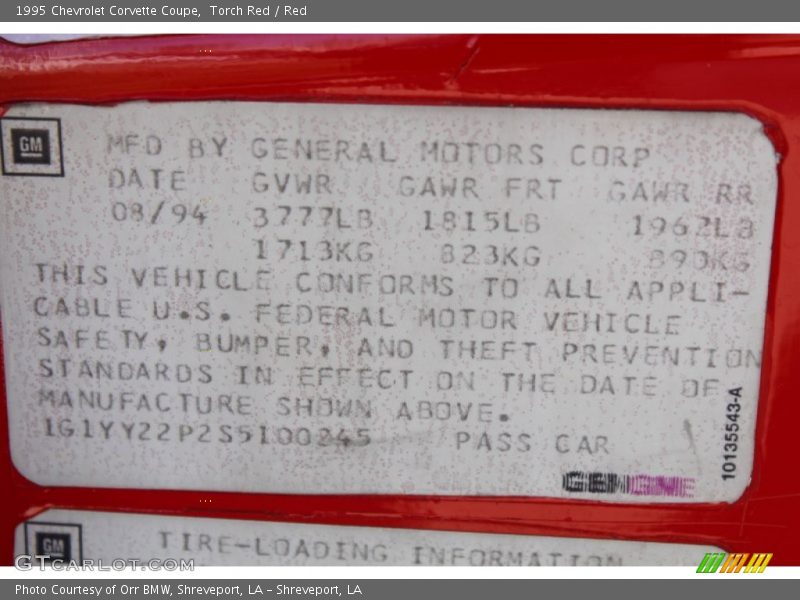 1995 Chevrolet Corvette Coupe, Torch Red / Red
GM
MFD BY GENERAL MOTORS CORP
DATE GVWR GAWR FRT GAWR RR
08/94 3777LB 1815LB 1962LB
1713KG 823KG 890KG
THIS VEHICLE CONFORMS TO ALL APPLI-
CABLE U.S. FEDERAL MOTOR VEHICLE
SAFETY, BUMPER, AND THEFT PREVENTION
STANDARDS IN EFFECT ON THE DATE OF
MANUFACTURE SHOWN ABOVE.
1G1YY22P2S5100245 PASS CAR
10135543-A
GM
TIRE-LOADING INFORMATION
GTCARLOT.COM
Photo Courtesy of Orr BMW, Shreveport, LA – Shreveport, LA